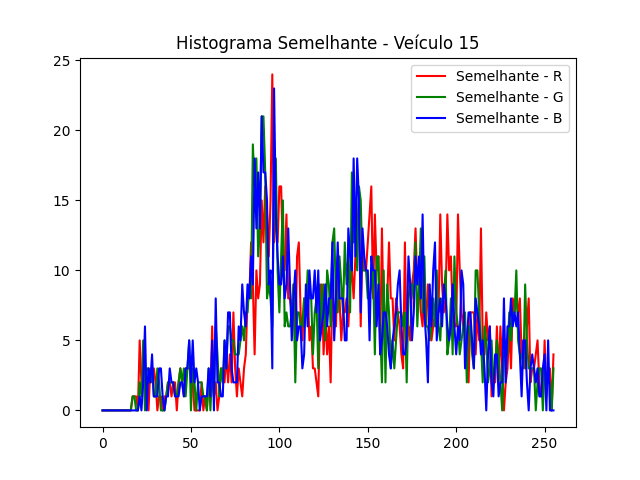 Histograma Semelhante - Veículo 15
Semelhante - R
Semelhante - G
Semelhante - B
25
20
15
10
5
0
0 50 100 150 200 250